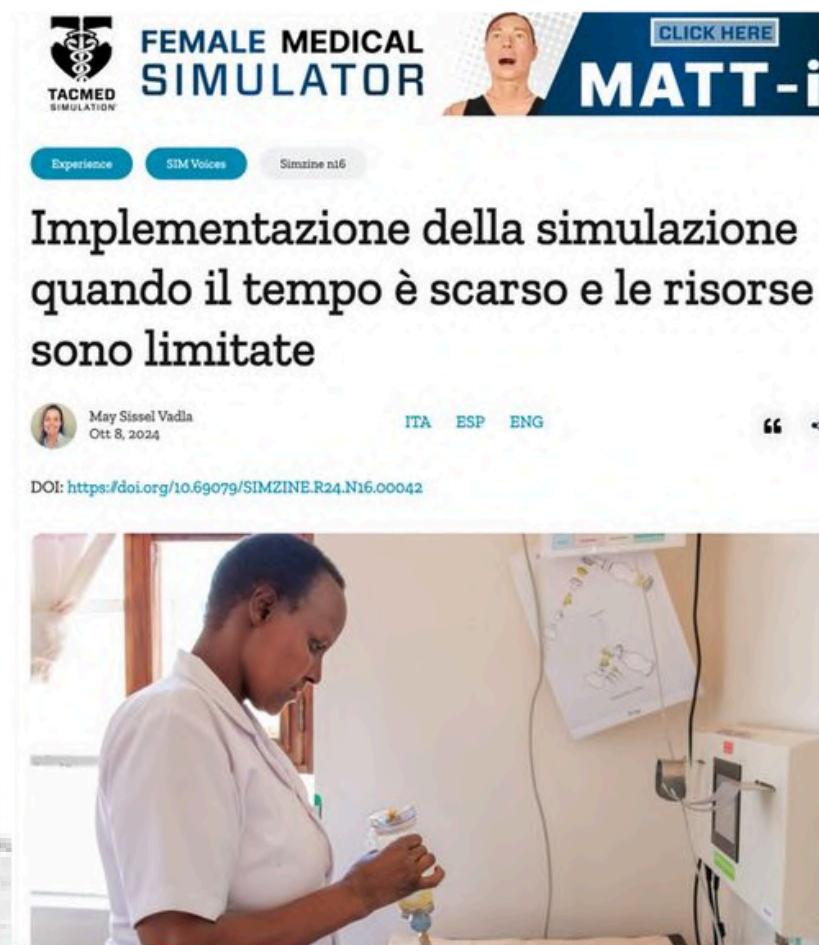 TACMED
SIMULATION
FEMALE MEDICAL
SIMULATOR
CLICK HERE
MATT-i
Experience
SIM Voices
Simzine n16
Implementazione della simulazione
quando il tempo è scarso e le risorse
sono limitate
May Sissel Vadla
Ott 8, 2024
ITA ESP ENG
DOI: https://doi.org/10.69079/SIMZINE.R24.N16.00042